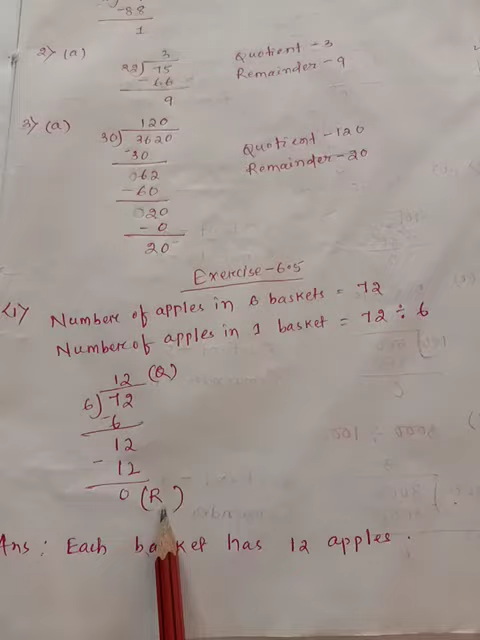 -88
1
2) (a)
3
22) 75
-66
9
Quotient - 3
Remainder - 9
3) (a)
120
30) 3620
-30
062
-60
020
- 0
20
Quotient - 120
Remainder - 20
Exercise - 6.5
<1) Number of apples in 6 baskets = 72
Number of apples in 1 basket = 72 ÷ 6
12 (Q)
6) 72
-6
12
- 12
0 (R)
Ans: Each basket has 12 apples.